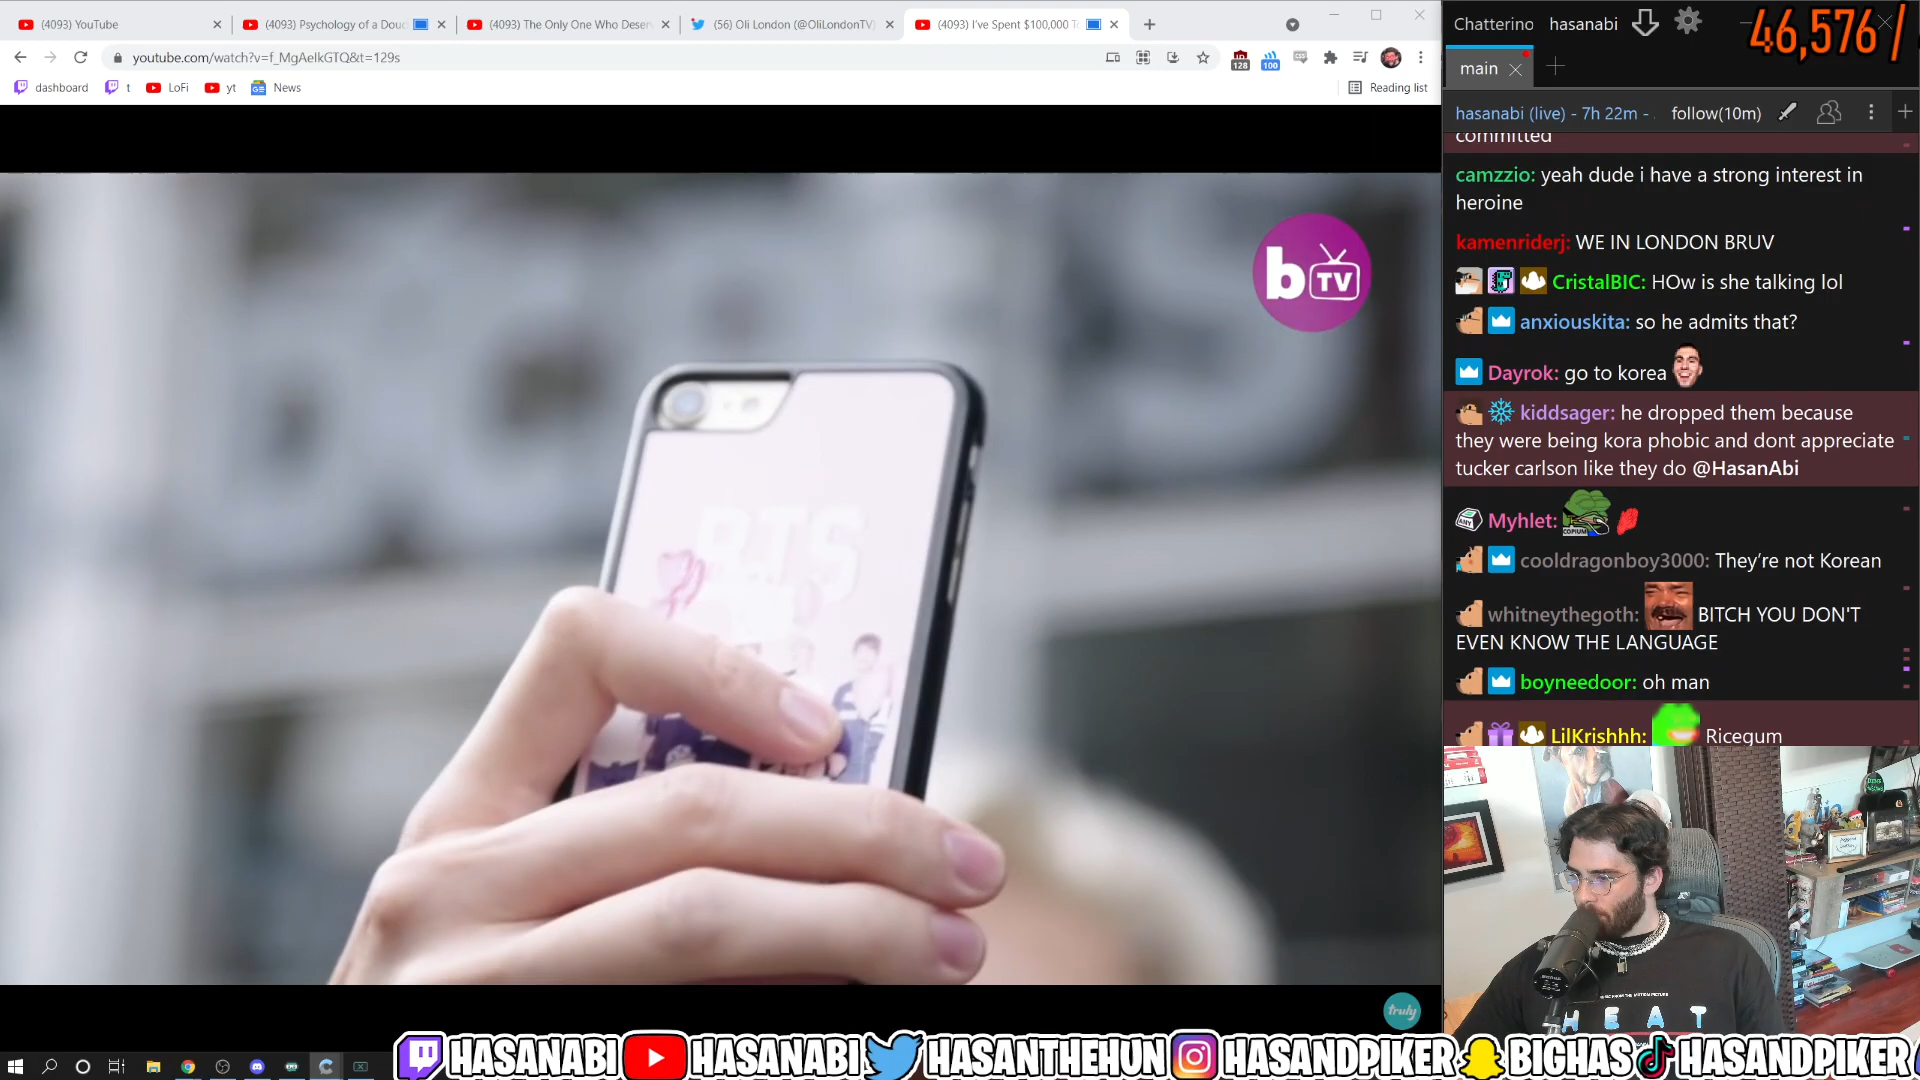 (4093) YouTube
(4093) Psychology of a Douc
(4093) The Only One Who Deser
(56) Oli London (@OliLondonTV)
(4093) I've Spent $100,000 T
youtube.com/watch?v=f_MgAeIkGTQ&t=129s
128
100
dashboard
t
LoFi
yt
News
Reading list
b TV
BTS
truly
Chatterino
hasanabi
46,576 /
main
hasanabi (live) - 7h 22m -
follow(10m)
committed
camzzio: yeah dude i have a strong interest in
heroine
kamenriderj: WE IN LONDON BRUV
CristalBIC: HOw is she talking lol
anxiouskita: so he admits that?
Dayrok: go to korea
kiddsager: he dropped them because
they were being kora phobic and dont appreciate
tucker carlson like they do @HasanAbi
Myhlet: COPIUM
cooldragonboy3000: They're not Korean
whitneythegoth: BITCH YOU DON'T
EVEN KNOW THE LANGUAGE
boyneedoor: oh man
LilKrishhh: Ricegum
HEAT
HASANABI
HASANABI
HASANTHEHUN
HASANDPIKER
BIGHAS
HASANDPIKER